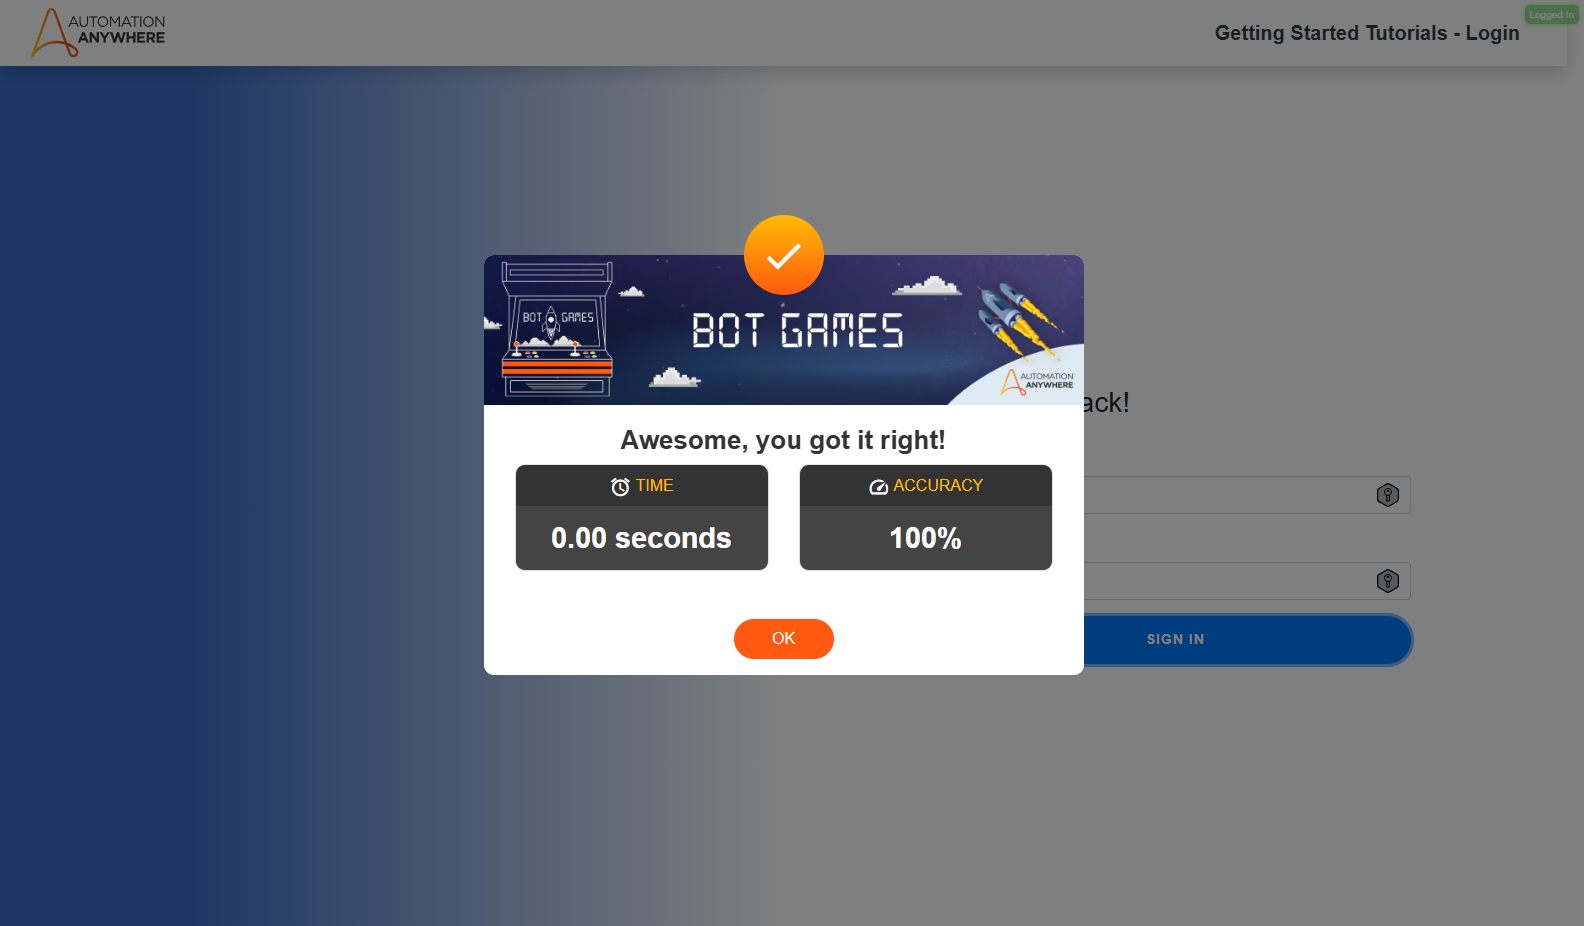 AUTOMATION
ANYWHERE
Getting Started Tutorials - Login
Logged In
BOT GAMES
BOT GAMES
AUTOMATION
ANYWHERE
ack!
Awesome, you got it right!
TIME
ACCURACY
0.00 seconds
100%
OK
SIGN IN